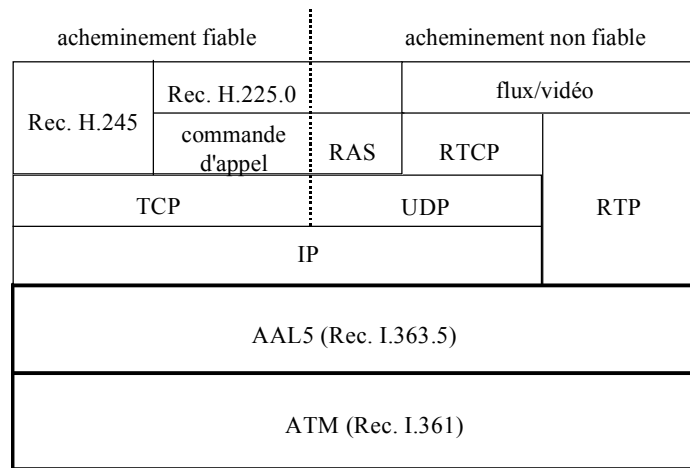 acheminement fiable
acheminement non fiable
Rec. H.245
Rec. H.225.0
flux/vidéo
commande
d'appel
RAS
RTCP
TCP
UDP
RTP
IP
AAL5 (Rec. I.363.5)
ATM (Rec. I.361)